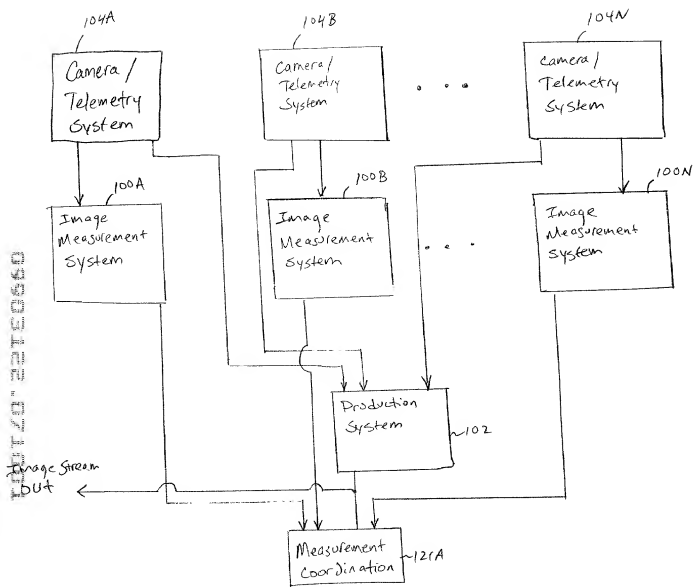 104A
104B
104N
Camera/
Telemetry
System
Camera/
Telemetry
System
Camera/
Telemetry
System
100A
100B
100N
Image
Measurement
System
Image
Measurement
System
Image
Measurement
System
Production
System
102
Image Stream
Out
Measurement
Coordination
121A